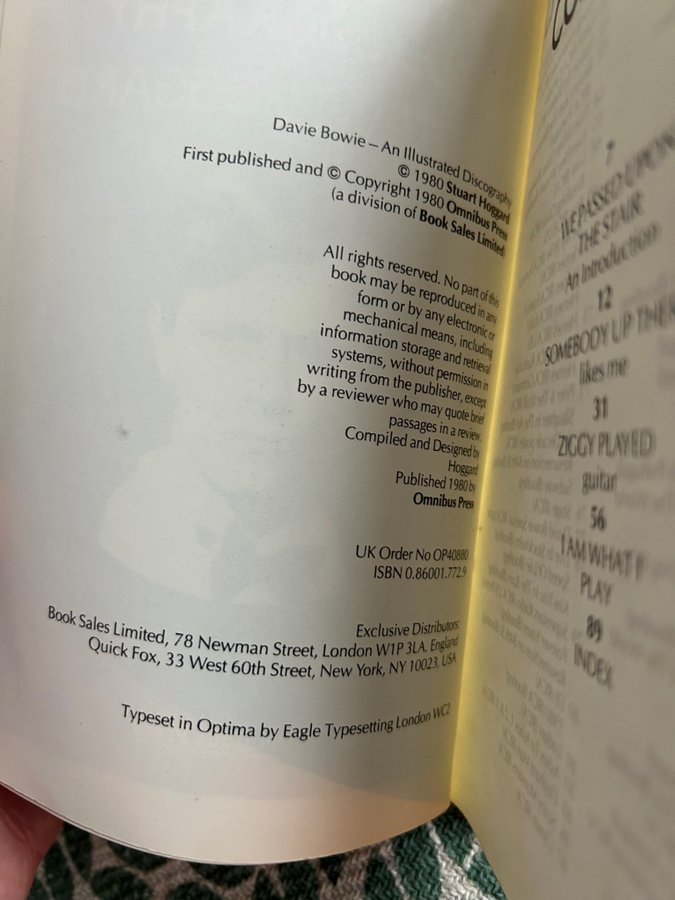 Davie Bowie – An Illustrated Discography
© 1980 Stuart Hoggard
First published and © Copyright 1980 Omnibus Press
(a division of Book Sales Limited)
All rights reserved. No part of this
book may be reproduced in any
form or by any electronic or
mechanical means, including
information storage and retrieval
systems, without permission in
writing from the publisher, except
by a reviewer who may quote brief
passages in a review.
Compiled and Designed by
Hoggard
Published 1980 by
Omnibus Press
UK Order No OP40880
ISBN 0.86001.772.9
Exclusive Distributors:
Book Sales Limited, 78 Newman Street, London W1P 3LA. England
Quick Fox, 33 West 60th Street, New York, NY 10023, USA
Typeset in Optima by Eagle Typesetting London WC2
7
WE PASSED UPON
THE STAIR
An Introduction
12
SOMEBODY UP THERE
likes me
31
ZIGGY PLAYED
guitar
56
I AM WHAT I
PLAY
89
INDEX